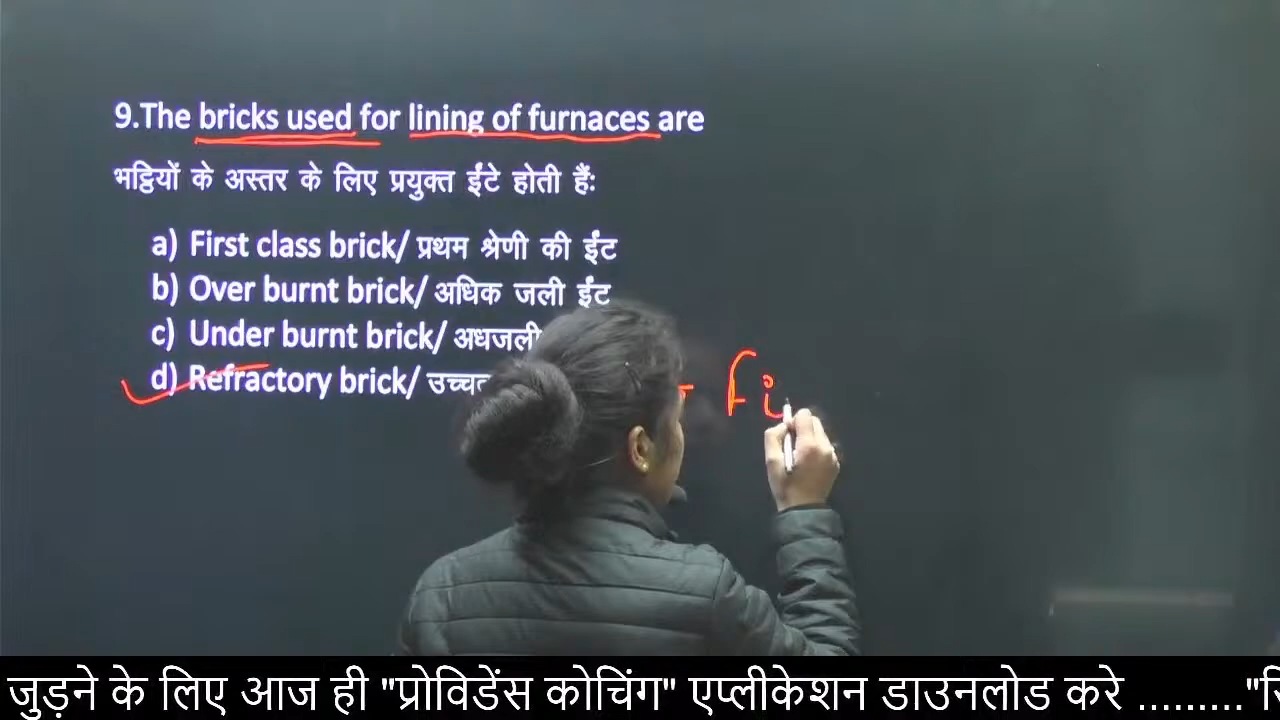 9.The bricks used for lining of furnaces are
भट्ठियों के अस्तर के लिए प्रयुक्त ईंटे होती हैंः
a) First class brick/ प्रथम श्रेणी की ईंट
b) Over burnt brick/ अधिक जली ईंट
c) Under burnt brick/ अधजली
d) Refractory brick/
Fi
जुड़ने के लिए आज ही "प्रोविडेंस कोचिंग" एप्लीकेशन डाउनलोड करे ........."